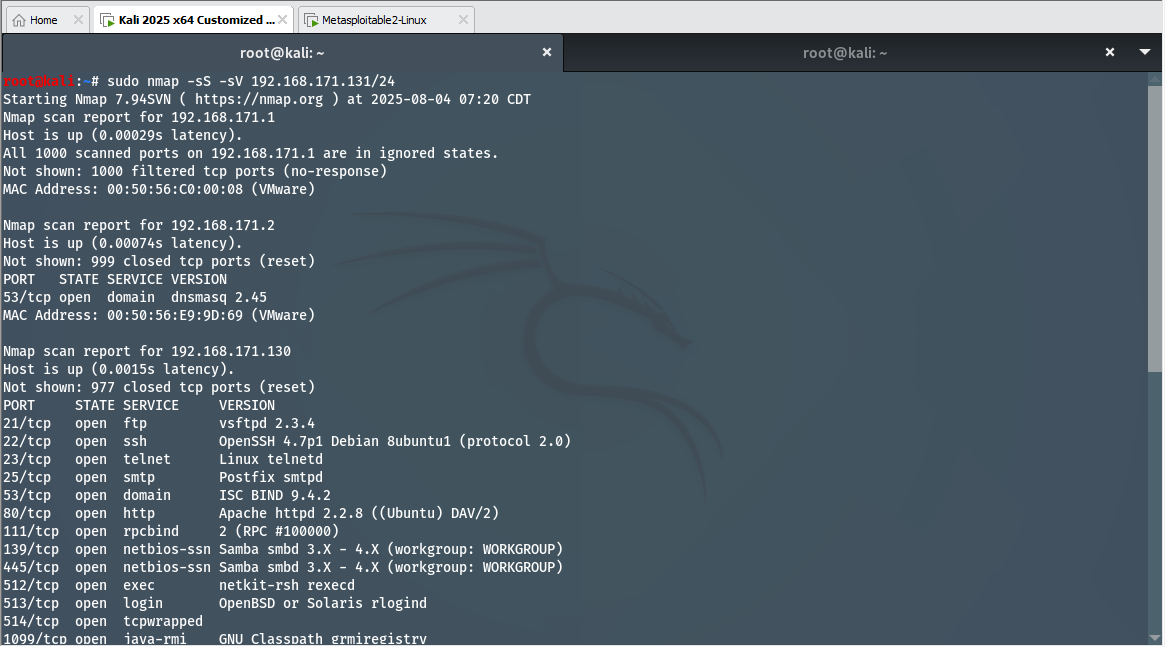 Home
Kali 2025 x64 Customized ...
Metasploitable2-Linux
root@kali: ~
root@kali: ~
root@kali:~# sudo nmap -sS -sV 192.168.171.131/24
Starting Nmap 7.94SVN ( https://nmap.org ) at 2025-08-04 07:20 CDT
Nmap scan report for 192.168.171.1
Host is up (0.00029s latency).
All 1000 scanned ports on 192.168.171.1 are in ignored states.
Not shown: 1000 filtered tcp ports (no-response)
MAC Address: 00:50:56:C0:00:08 (VMware)
Nmap scan report for 192.168.171.2
Host is up (0.00074s latency).
Not shown: 999 closed tcp ports (reset)
PORT   STATE SERVICE VERSION
53/tcp open  domain  dnsmasq 2.45
MAC Address: 00:50:56:E9:9D:69 (VMware)
Nmap scan report for 192.168.171.130
Host is up (0.0015s latency).
Not shown: 977 closed tcp ports (reset)
PORT     STATE SERVICE     VERSION
21/tcp   open  ftp         vsftpd 2.3.4
22/tcp   open  ssh         OpenSSH 4.7p1 Debian 8ubuntu1 (protocol 2.0)
23/tcp   open  telnet      Linux telnetd
25/tcp   open  smtp        Postfix smtpd
53/tcp   open  domain      ISC BIND 9.4.2
80/tcp   open  http        Apache httpd 2.2.8 ((Ubuntu) DAV/2)
111/tcp  open  rpcbind     2 (RPC #100000)
139/tcp  open  netbios-ssn Samba smbd 3.X - 4.X (workgroup: WORKGROUP)
445/tcp  open  netbios-ssn Samba smbd 3.X - 4.X (workgroup: WORKGROUP)
512/tcp  open  exec        netkit-rsh rexecd
513/tcp  open  login       OpenBSD or Solaris rlogind
514/tcp  open  tcpwrapped
1099/tcp open  java-rmi    GNU Classpath grmiregistry